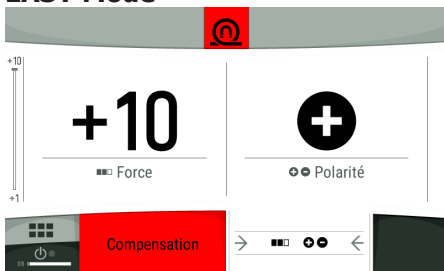 +10
+10
+
Force
Polarité
+1
Compensation